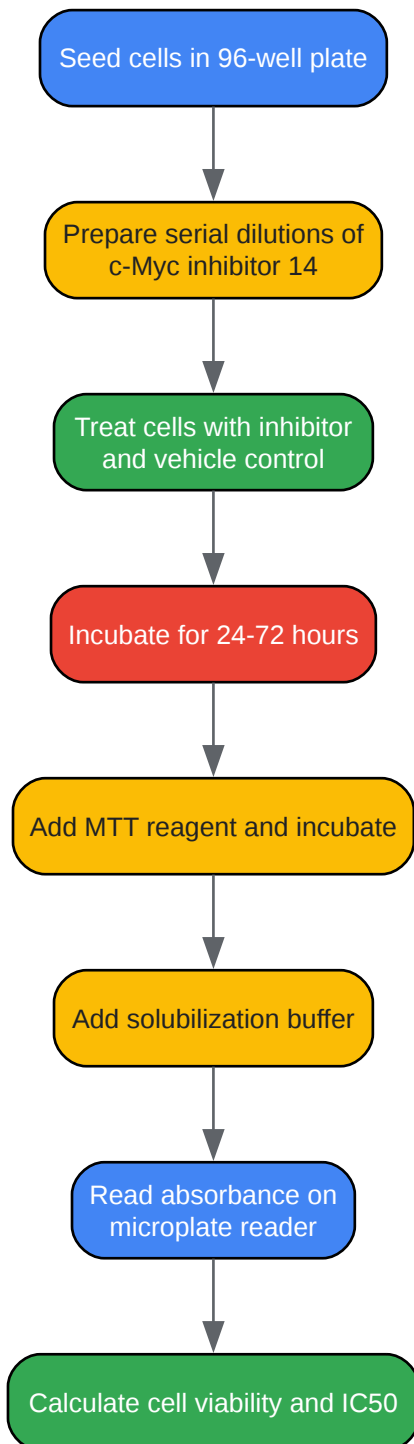 Seed cells in 96-well plate
Prepare serial dilutions of
c-Myc inhibitor 14
Treat cells with inhibitor
and vehicle control
Incubate for 24-72 hours
Add MTT reagent and incubate
Add solubilization buffer
Read absorbance on
microplate reader
Calculate cell viability and IC50